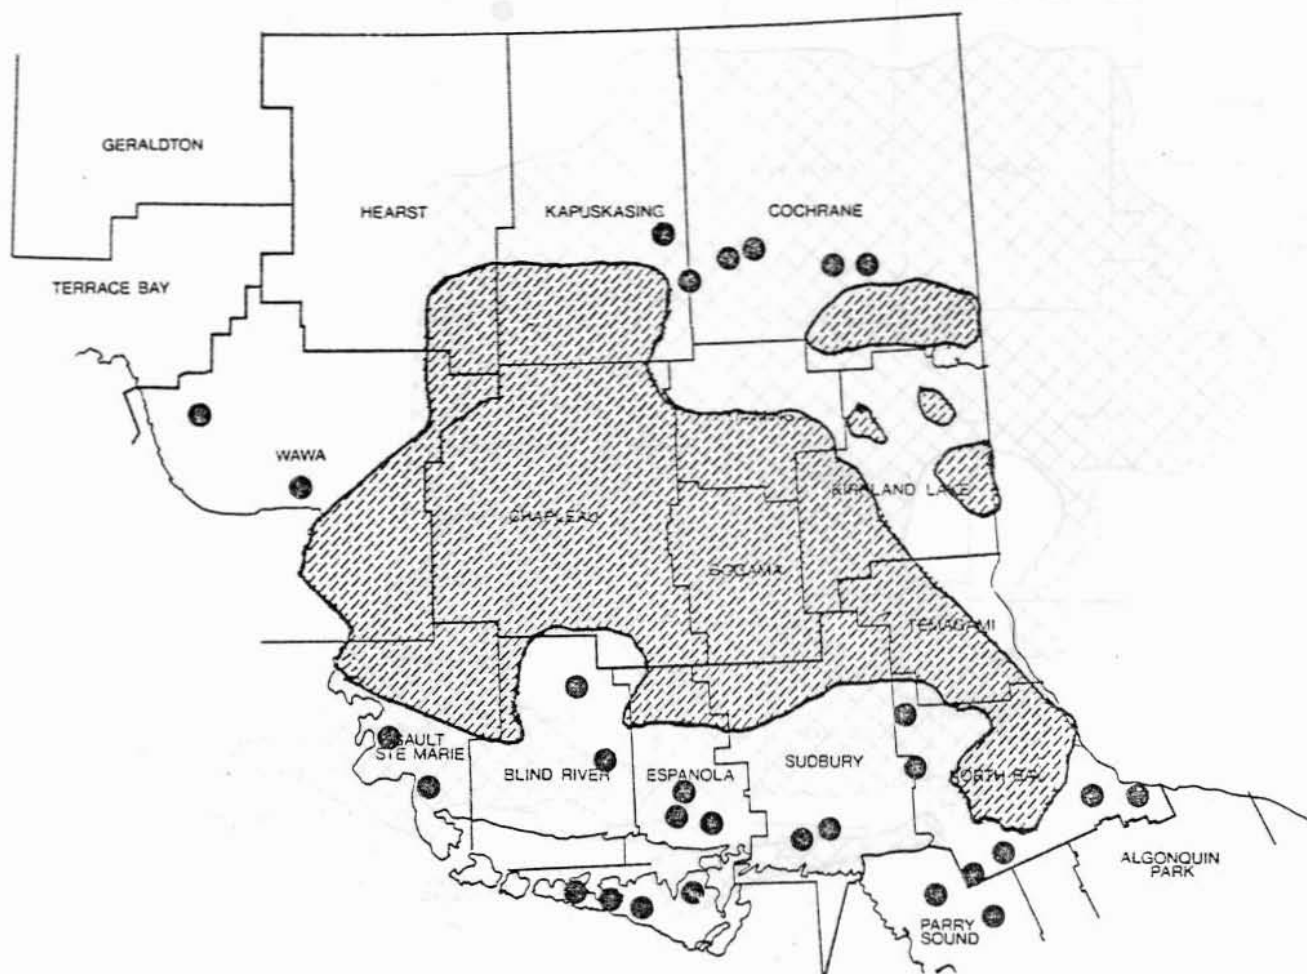 GERALDTON
HEARST
KAPUSKASING
COCHRANE
TERRACE BAY
WAWA
KIRKLAND LAKE
CHAPLEAU
GOGAMA
TEMAGAMI
SAULT
STE MARIE
BLIND RIVER
ESPANOLA
SUDBURY
NORTH BAY
ALGONQUIN
PARK
PARRY
SOUND